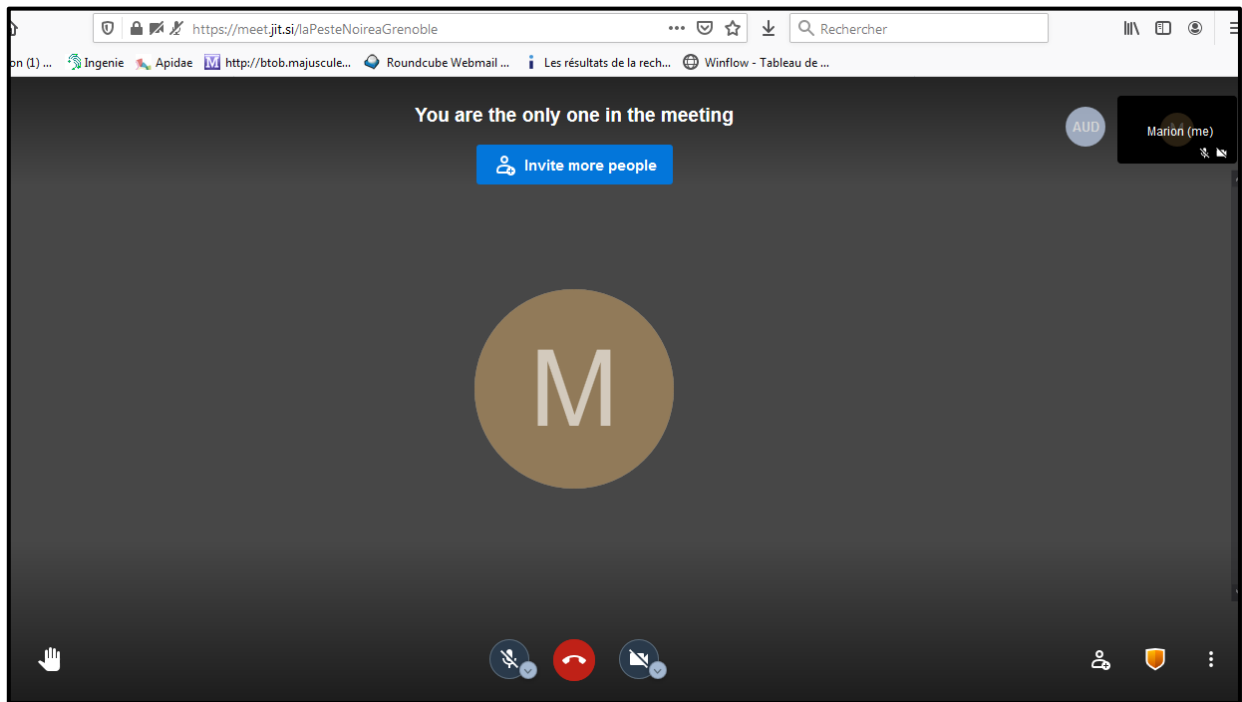 https://meet.jit.si/laPesteNoireaGrenoble ••• Rechercher
on (1) ... Ingenie Apidae M http://btob.majuscule... Roundcube Webmail ... i Les résultats de la rech... Winflow - Tableau de ...
You are the only one in the meeting
Invite more people
AUD
Marion (me)
M